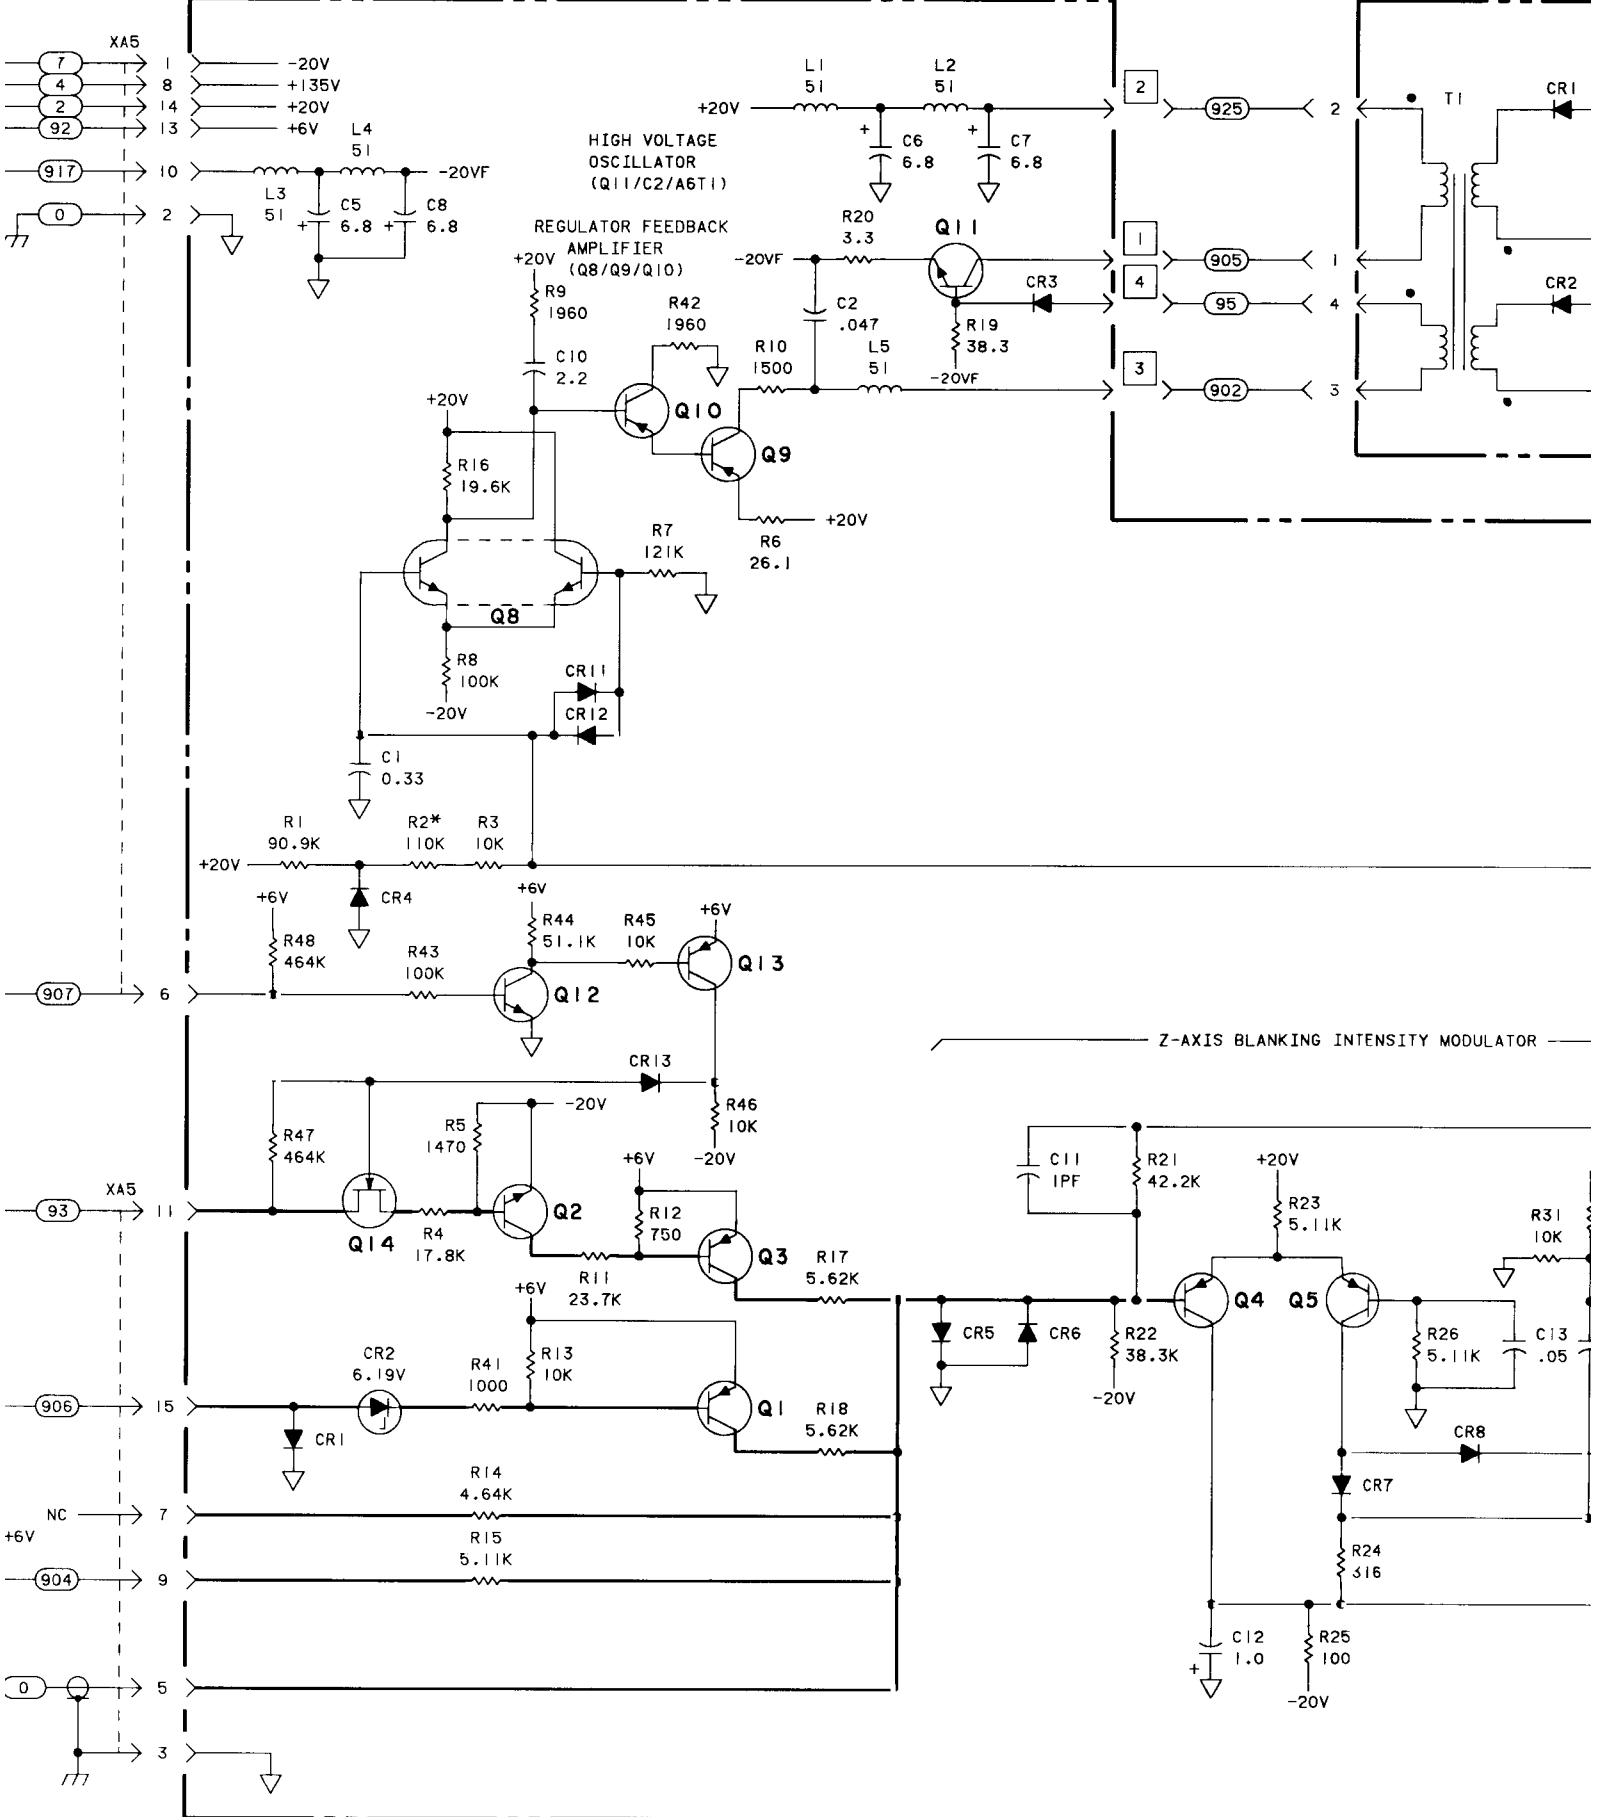 XA5
7 1 -20V
4 8 +135V
2 14 +20V
92 13 +6V
917 10
L3
51
L4
51
-20VF
C5
6.8
+
C8
6.8
+
0 2
HIGH VOLTAGE
OSCILLATOR
(Q11/C2/A6T1)
REGULATOR FEEDBACK
AMPLIFIER
(Q8/Q9/Q10)
+20V
L1
51
L2
51
+
C6
6.8
+
C7
6.8
2
925
2
T1
CR1
-20VF
R20
3.3
Q11
1
905
1
CR3
4
95
4
CR2
C2
.047
R19
38.3
-20VF
R10
1500
L5
51
3
902
3
+20V
R9
1960
C10
2.2
R42
1960
Q10
Q9
R6
26.1
+20V
+20V
R16
19.6K
R7
121K
Q8
R8
100K
-20V
CR11
CR12
C1
0.33
+20V
R1
90.9K
R2*
110K
R3
10K
CR4
+6V
R48
464K
R43
100K
907 6
+6V
R44
51.1K
R45
10K
+6V
Q12
Q13
Z-AXIS BLANKING INTENSITY MODULATOR
CR13
R46
10K
-20V
R47
464K
R5
1470
-20V
XA5
93 11
Q14
R4
17.8K
Q2
R11
23.7K
+6V
R12
750
Q3
R17
5.62K
C11
1PF
R21
42.2K
+20V
R23
5.11K
R31
10K
Q4
Q5
CR5
CR6
R22
38.3K
-20V
R26
5.11K
C13
.05
906 15
CR1
CR2
6.19V
R41
1000
+6V
R13
10K
Q1
R18
5.62K
CR8
CR7
NC 7
R14
4.64K
+6V
904 9
R15
5.11K
R24
316
C12
1.0
+
R25
100
-20V
0 5
3